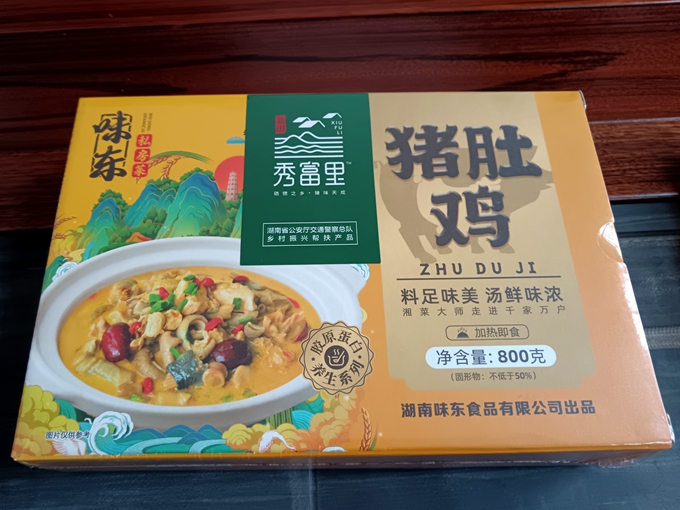 味东
私房菜
XIU
FU
LI
秀富里
湖南省公安厅交通警察总队
乡村振兴帮扶产品
猪肚
鸡
ZHU DU JI
料足味美 汤鲜味浓
湘菜大师走进千家万户
加热即食
净含量：800克
（固形物：不低于50%）
胶原蛋白
养生系列
湖南味东食品有限公司出品
图片仅供参考